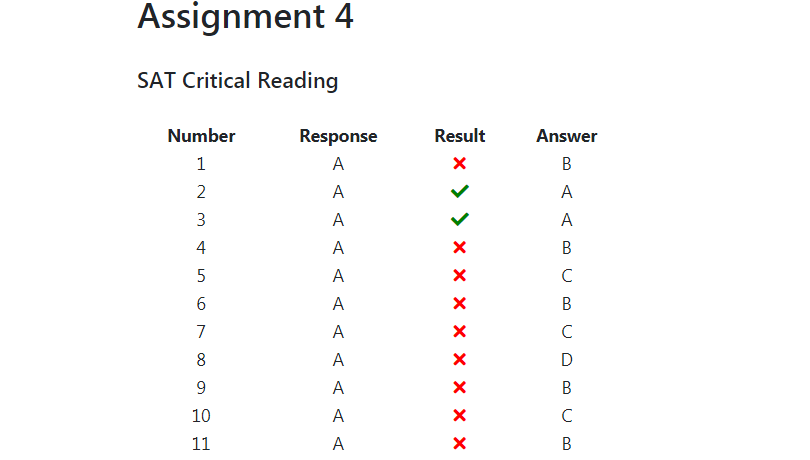 Assignment 4
SAT Critical Reading
Number Response Result Answer
1 A ✖ B
2 A ✔ A
3 A ✔ A
4 A ✖ B
5 A ✖ C
6 A ✖ B
7 A ✖ C
8 A ✖ D
9 A ✖ B
10 A ✖ C
11 A ✖ B